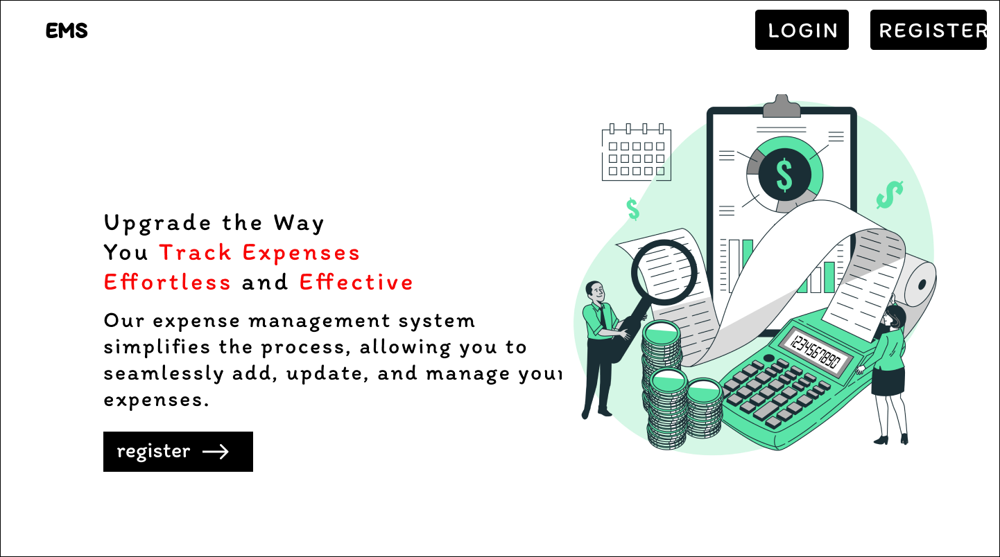 EMS
LOGIN
REGISTER
Upgrade the Way
You Track Expenses
Effortless and Effective
Our expense management system
simplifies the process, allowing you to
seamlessly add, update, and manage your
expenses.
register
$
$
$
1234567890